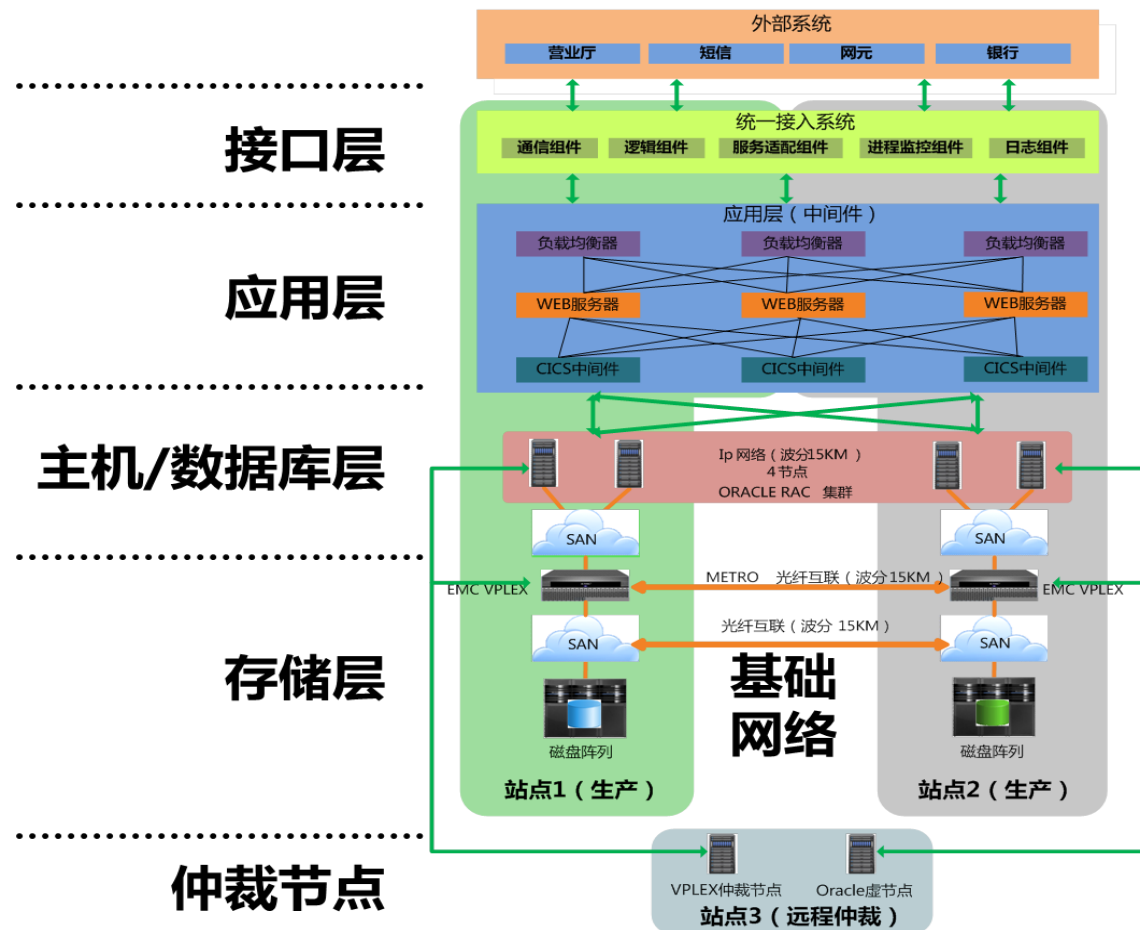 外部系统
营业厅
短信
网元
银行
接口层
统一接入系统
通信组件
逻辑组件
服务适配组件
进程监控组件
日志组件
应用层
应用层（中间件）
负载均衡器
负载均衡器
负载均衡器
WEB服务器
WEB服务器
WEB服务器
CICS中间件
CICS中间件
CICS中间件
主机/数据库层
Ip 网络（波分15KM ）
4 节点
ORACLE RAC 集群
SAN
SAN
METRO 光纤互联（波分 15KM）
EMC VPLEX
EMC VPLEX
光纤互联（波分 15KM）
SAN
SAN
存储层
基础
网络
磁盘阵列
磁盘阵列
站点1（生产）
站点2（生产）
仲裁节点
VPLEX仲裁节点
Oracle虚节点
站点3（远程仲裁）